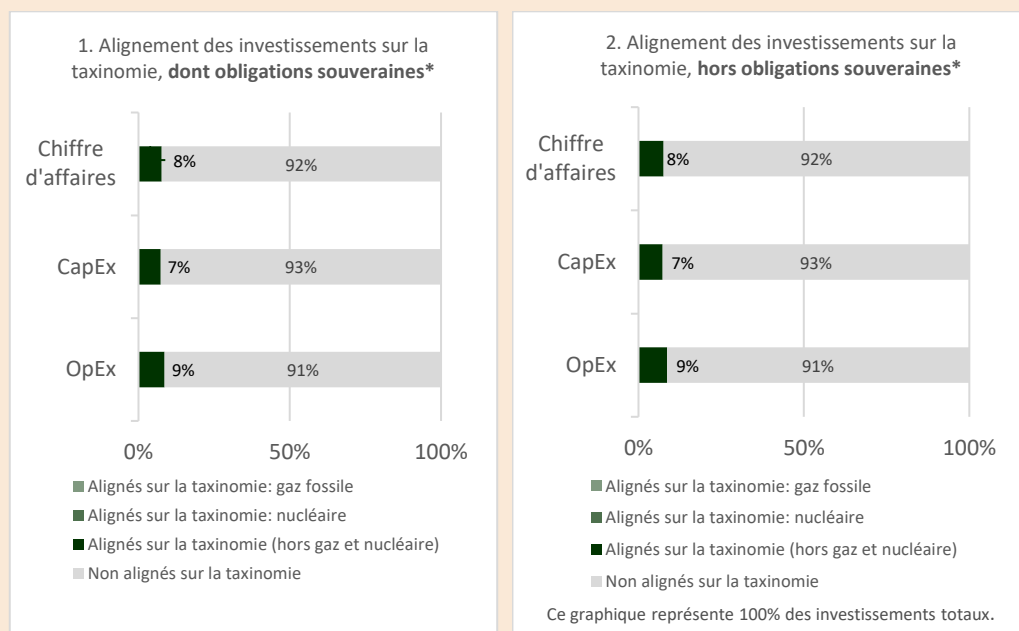 1. Alignement des investissements sur la
taxinomie, dont obligations souveraines*
Chiffre
d'affaires
8%
92%
CapEx
7%
93%
OpEx
9%
91%
0%
50%
100%
Alignés sur la taxinomie: gaz fossile
Alignés sur la taxinomie: nucléaire
Alignés sur la taxinomie (hors gaz et nucléaire)
Non alignés sur la taxinomie
2. Alignement des investissements sur la
taxinomie, hors obligations souveraines*
Chiffre
d'affaires
8%
92%
CapEx
7%
93%
OpEx
9%
91%
0%
50%
100%
Alignés sur la taxinomie: gaz fossile
Alignés sur la taxinomie: nucléaire
Alignés sur la taxinomie (hors gaz et nucléaire)
Non alignés sur la taxinomie
Ce graphique représente 100% des investissements totaux.